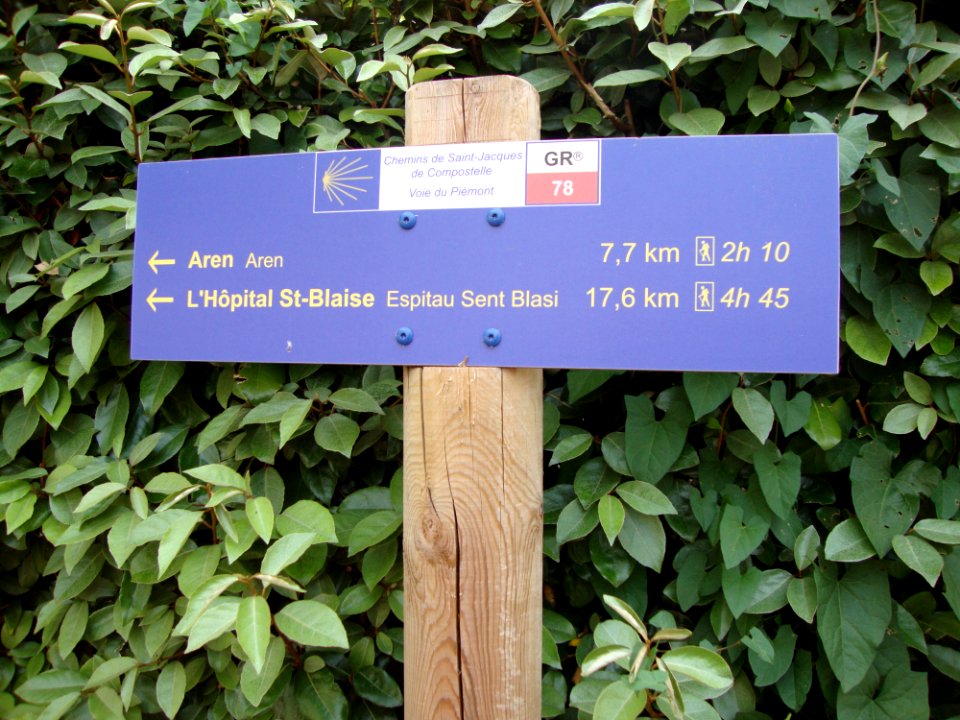 Chemins de Saint-Jacques
de Compostelle
Voie du Piémont
GR®
78
← Aren Aren 7,7 km 2h 10
← L'Hôpital St-Blaise Espitau Sent Blasi 17,6 km 4h 45